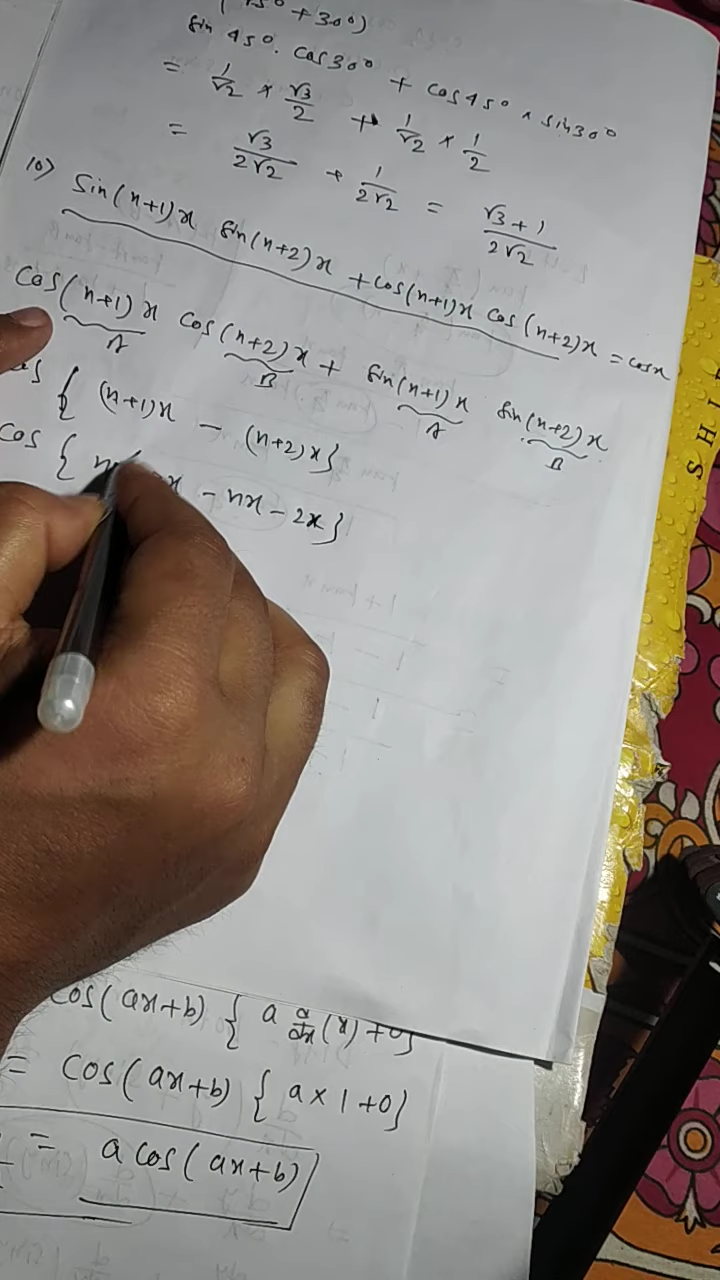 + 30°)
sin 45°. cos 30° + cos 45° × sin 30°
= 1/√2 × √3/2 + 1/√2 × 1/2
= √3/2√2 + 1/2√2 = √3+1/2√2
10) Sin(n+1)x sin(n+2)x + cos(n+1)x cos(n+2)x = cosx
Cos(n+1)x cos(n+2)x + sin(n+1)x sin(n+2)x
A B A B
{ (n+1)x - (n+2)x}
cos { - nx - 2x}
cos(ax+b) { a d/dx (x) + 0}
= cos(ax+b) { a × 1 + 0}
= a cos(ax+b)
SHI